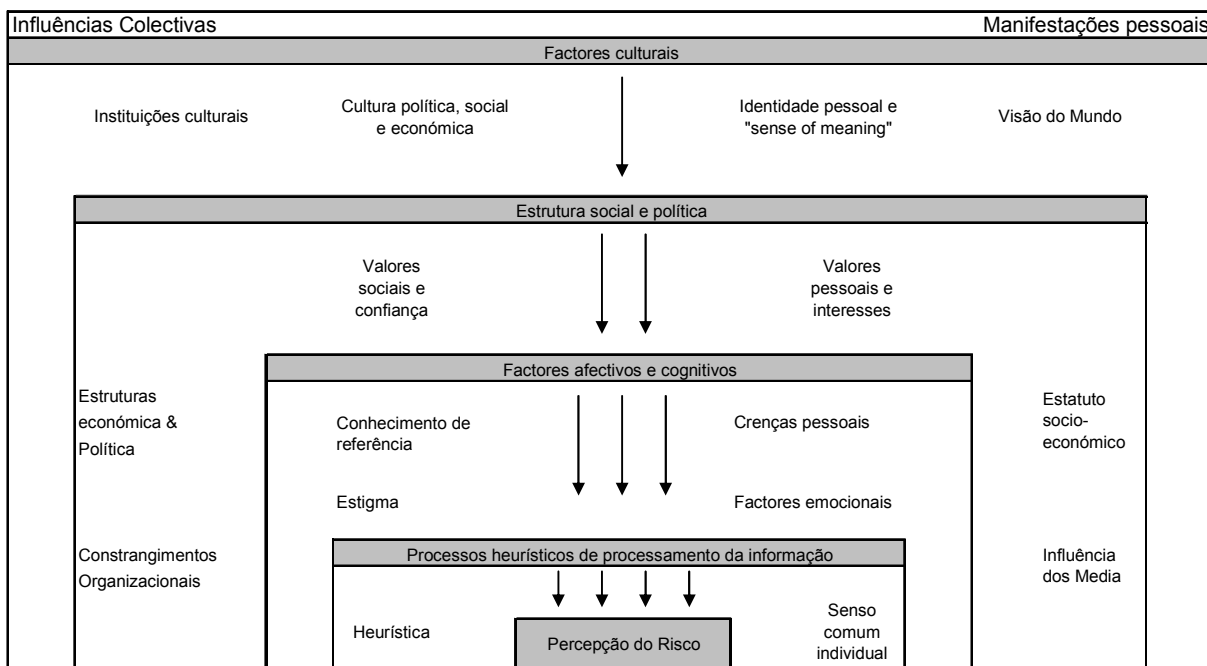 Influências Colectivas
Manifestações pessoais
Factores culturais
Instituições culturais
Cultura política, social
e económica
Identidade pessoal e
"sense of meaning"
Visão do Mundo
Estrutura social e política
Valores
sociais e
confiança
Valores
pessoais e
interesses
Factores afectivos e cognitivos
Estruturas
económica &
Política
Conhecimento de
referência
Crenças pessoais
Estatuto
socio-
económico
Estigma
Factores emocionais
Constrangimentos
Organizacionais
Processos heurísticos de processamento da informação
Influência
dos Media
Heurística
Percepção do Risco
Senso
comum
individual